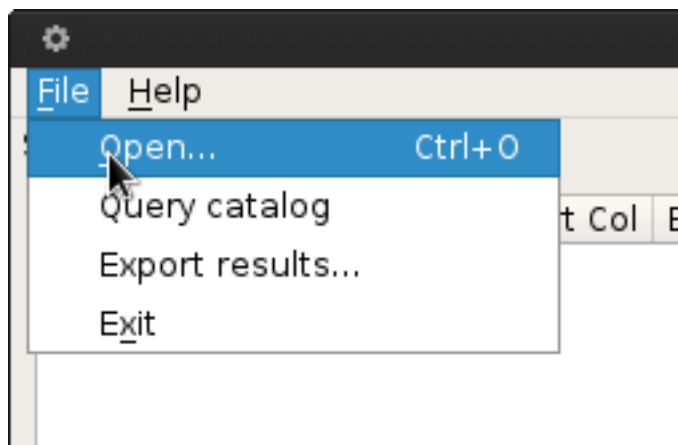 File Help
Open... Ctrl+O
Query catalog
t Col
Export results...
Exit